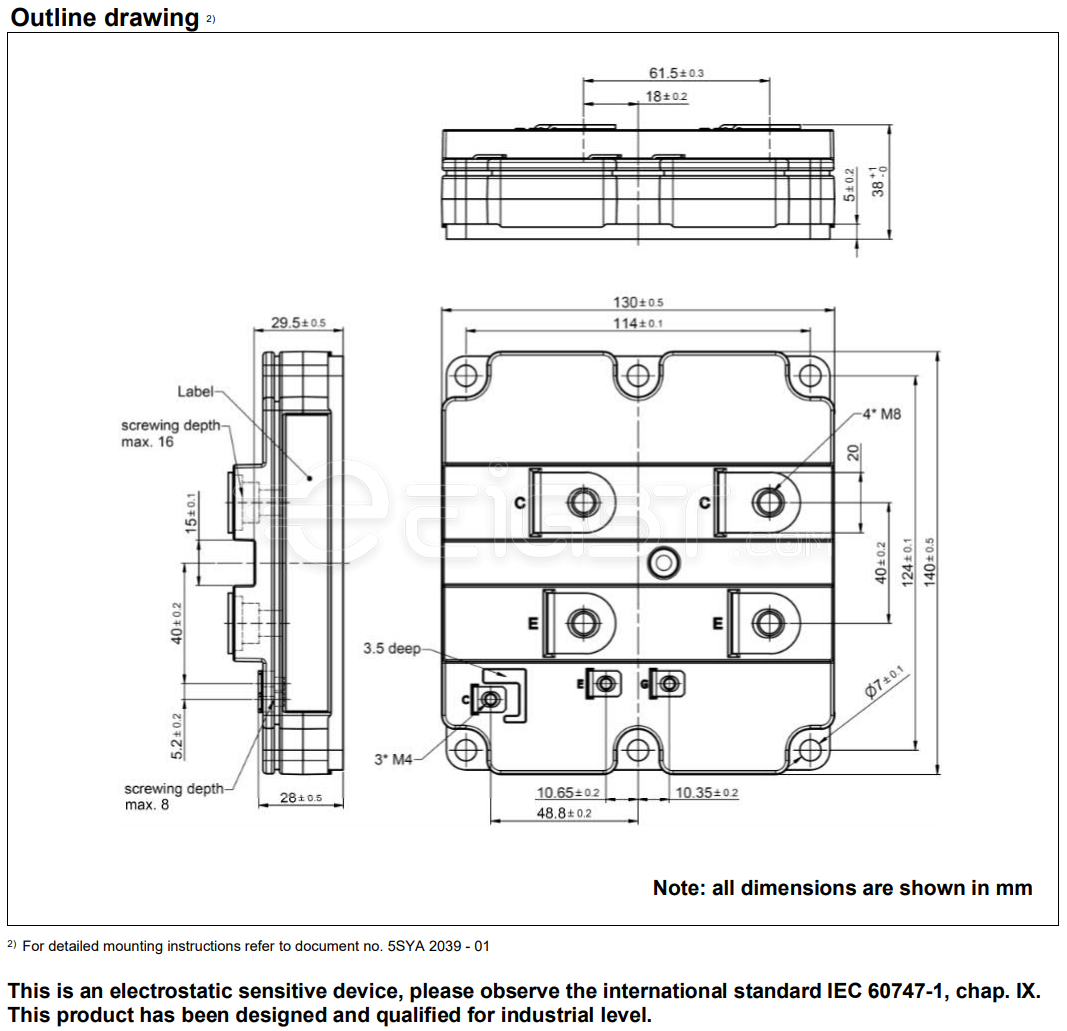 Outline drawing 2)
61.5±0.3
18±0.2
5±0.2
38 +1 -0
130±0.5
114±0.1
29.5±0.5
Label
screwing depth
max. 16
4* M8
20
C
C
15±0.1
40±0.2
124±0.1
140±0.5
eziaSr
.COM
®
E
E
40±0.2
3.5 deep
E
G
C
Ø7±0.1
5.2±0.2
3* M4
screwing depth
max. 8
28±0.5
10.65±0.2
10.35±0.2
48.8±0.2
Note: all dimensions are shown in mm
2) For detailed mounting instructions refer to document no. 5SYA 2039 - 01
This is an electrostatic sensitive device, please observe the international standard IEC 60747-1, chap. IX.
This product has been designed and qualified for industrial level.